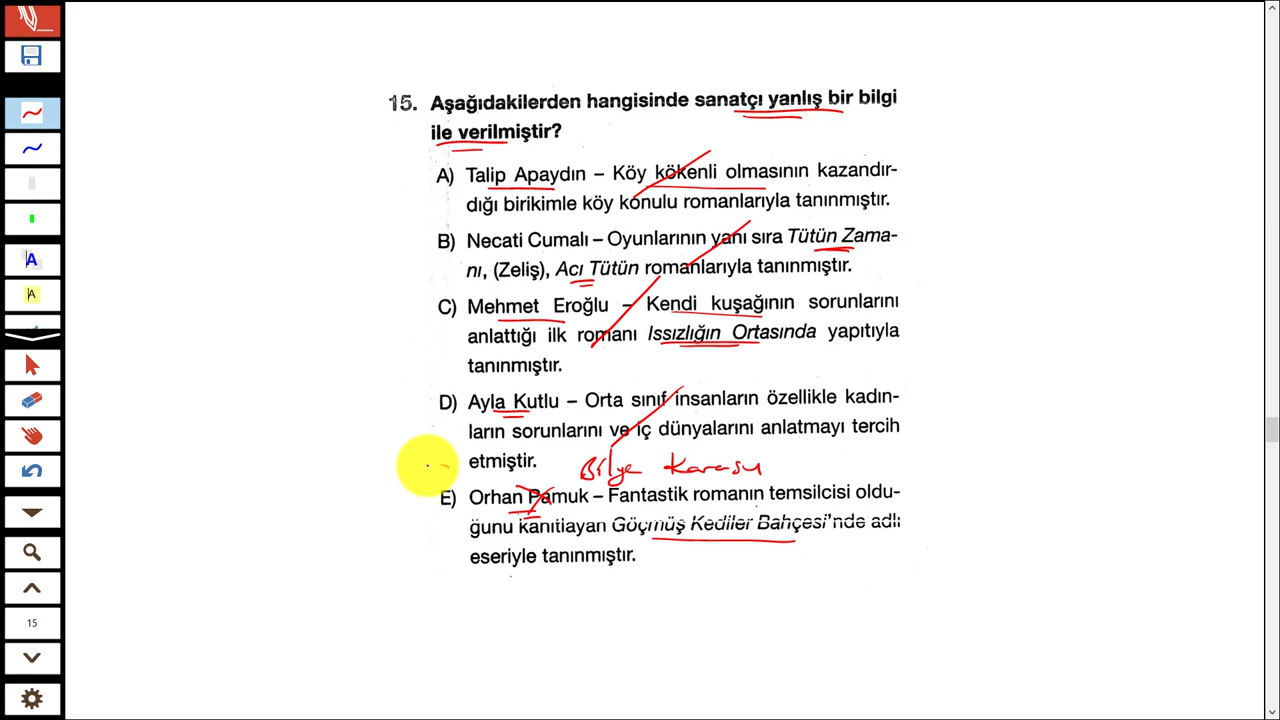 15. Aşağıdakilerden hangisinde sanatçı yanlış bir bilgi
ile verilmiştir?
A) Talip Apaydın – Köy kökenli olmasının kazandır-
dığı birikimle köy konulu romanlarıyla tanınmıştır.
B) Necati Cumalı – Oyunlarının yanı sıra Tütün Zama-
nı, (Zeliş), Acı Tütün romanlarıyla tanınmıştır.
C) Mehmet Eroğlu – Kendi kuşağının sorunlarını
anlattığı ilk romanı Issızlığın Ortasında yapıtıyla
tanınmıştır.
D) Ayla Kutlu – Orta sınıf insanların özellikle kadın-
ların sorunlarını ve iç dünyalarını anlatmayı tercih
etmiştir.
Bilge Karasu
E) Orhan Pamuk – Fantastik romanın temsilcisi oldu-
ğunu kanıtlayan Göçmüş Kediler Bahçesi'nde adlı
eseriyle tanınmıştır.
A
A
15